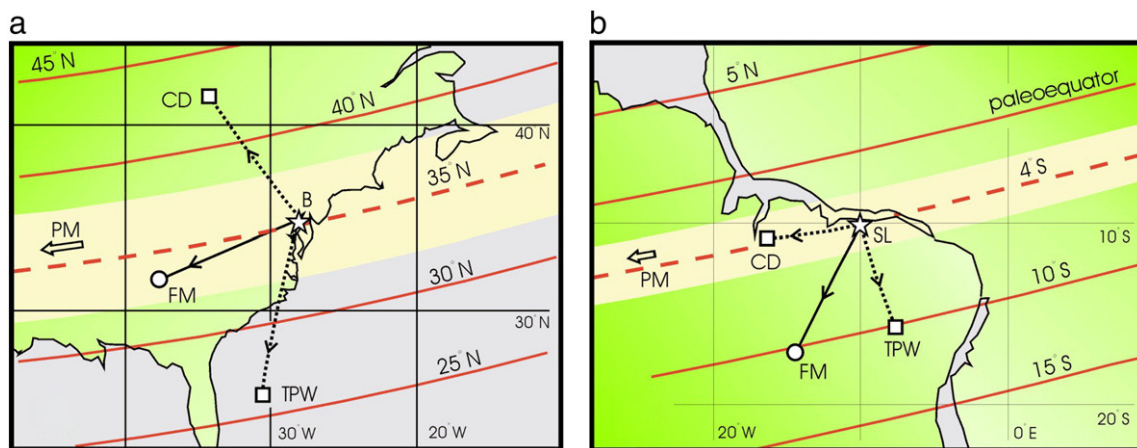 a
45°N
CD
40°N
40 N
35°N
B
PM
FM
30°N
30 N
25°N
TPW
30°W
20°W
b
5°N
paleoequator
4°S
SL
10°S
CD
PM
10°S
TPW
FM
15°S
20°W
0°E
20°S